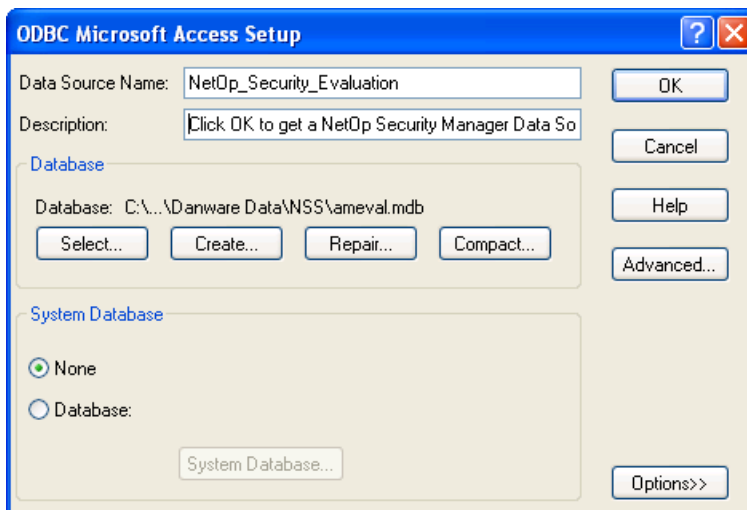 ODBC Microsoft Access Setup
Data Source Name: NetOp_Security_Evaluation
OK
Description: Click OK to get a NetOp Security Manager Data So
Cancel
Database
Database: C:\...\Danware Data\NSS\ameval.mdb
Help
Select... Create... Repair... Compact...
Advanced...
System Database
None
Database:
System Database...
Options>>